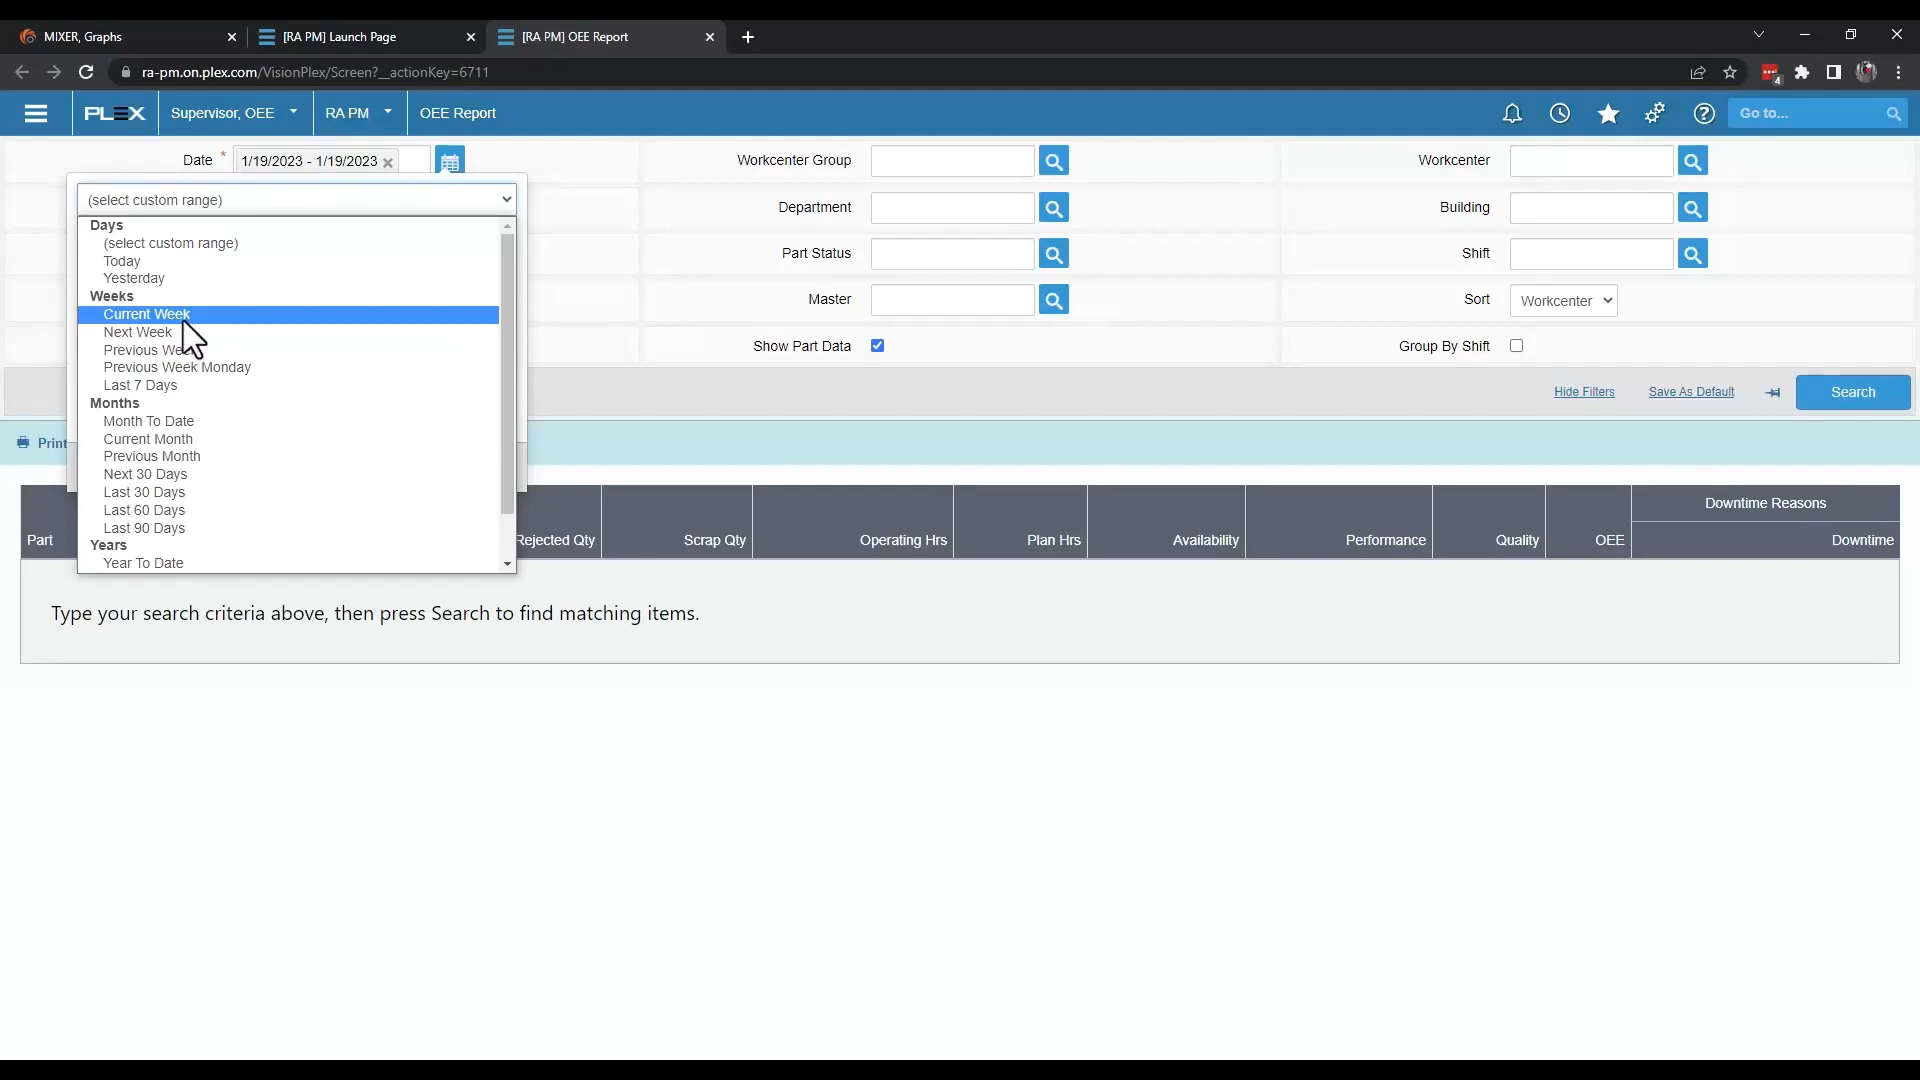 MIXER, Graphs
[RA PM] Launch Page
[RA PM] OEE Report
ra-pm.on.plex.com/VisionPlex/Screen?__actionKey=6711
4
PLEX
Supervisor, OEE
RA PM
OEE Report
Go to...
Date *
1/19/2023 - 1/19/2023
Workcenter Group
Workcenter
(select custom range)
Department
Building
Days
(select custom range)
Today
Yesterday
Weeks
Current Week
Next Week
Previous
Previous Week Monday
Last 7 Days
Months
Month To Date
Current Month
Previous Month
Next 30 Days
Last 30 Days
Last 60 Days
Last 90 Days
Years
Year To Date
Part Status
Shift
Master
Sort
Workcenter
Show Part Data
Group By Shift
Hide Filters
Save As Default
Search
Print
Part
Rejected Qty
Scrap Qty
Operating Hrs
Plan Hrs
Availability
Performance
Quality
OEE
Downtime Reasons
Downtime
Type your search criteria above, then press Search to find matching items.